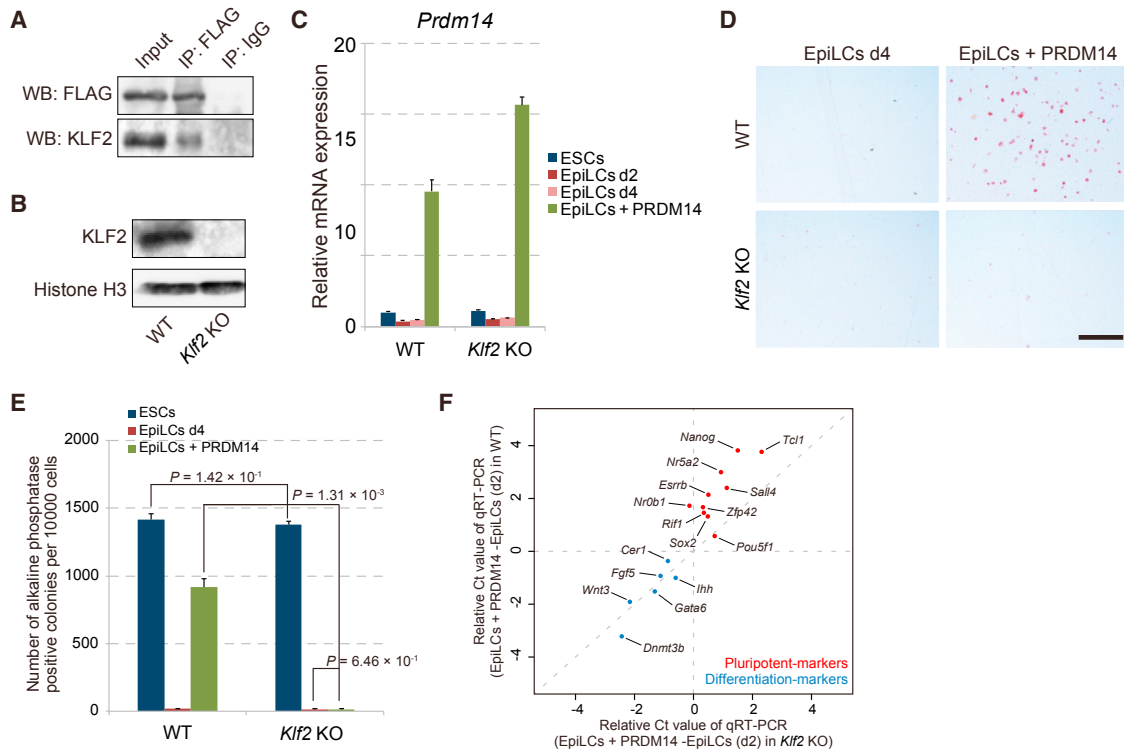 A
Input
IP: FLAG
IP: IgG
WB: FLAG
WB: KLF2
B
KLF2
Histone H3
WT
Klf2 KO
C
Prdm14
Relative mRNA expression
20
15
10
0
ESCs
EpiLCs d2
EpiLCs d4
EpiLCs + PRDM14
WT
Klf2 KO
D
EpiLCs d4
EpiLCs + PRDM14
WT
Klf2 KO
E
ESCs
EpiLCs d4
EpiLCs + PRDM14
Number of alkaline phosphatase
positive colonies per 10000 cells
2000
1500
1000
500
0
P = 1.42 × 10⁻¹
P = 1.31 × 10⁻³
P = 6.46 × 10⁻¹
WT
Klf2 KO
F
Relative Ct value of qRT-PCR
(EpiLCs + PRDM14 -EpiLCs (d2) in WT)
4
2
0
-2
-4
Nanog
Tcl1
Nr5a2
Esrrb
Sall4
Nr0b1
Zfp42
Rif1
Sox2
Pou5f1
Cer1
Fgf5
Ihh
Wnt3
Gata6
Dnmt3b
Pluripotent-markers
Differentiation-markers
-4 -2 0 2 4
Relative Ct value of qRT-PCR
(EpiLCs + PRDM14 -EpiLCs (d2) in Klf2 KO)